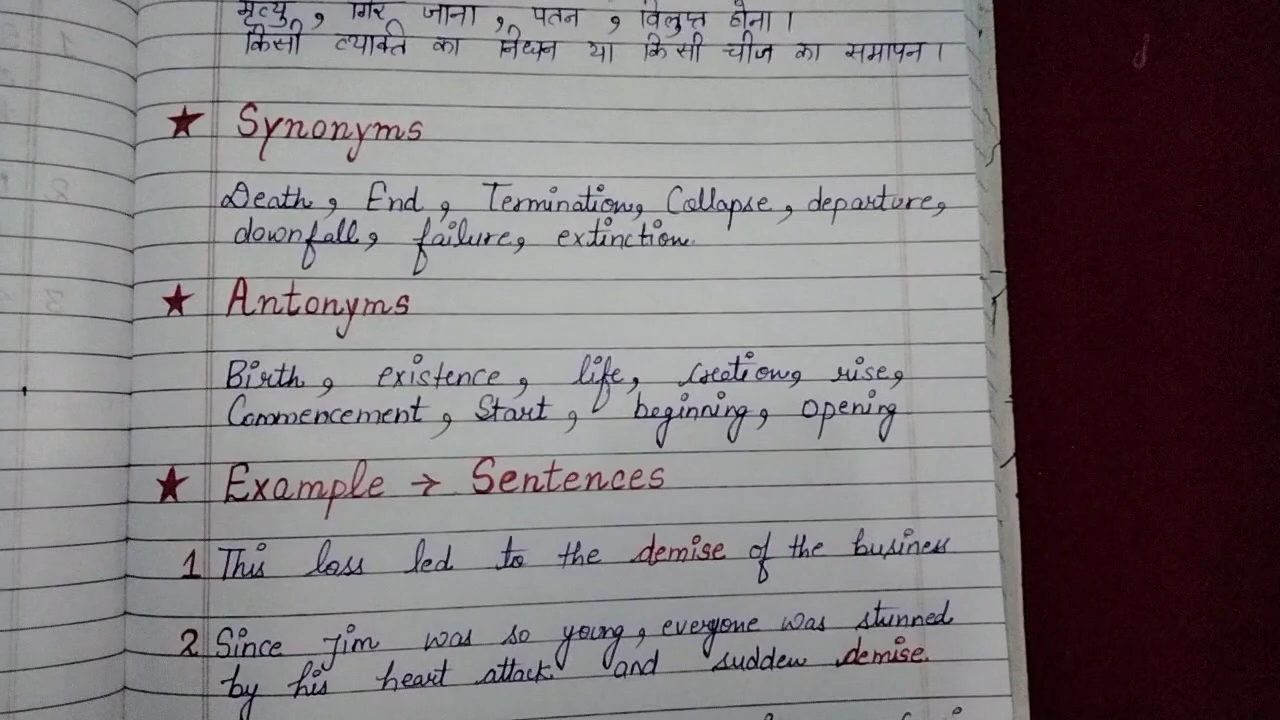 मृत्यु, गिर जाना, पतन, विलुप्त होना।
किसी व्यक्ति का निधन या किसी चीज का समापन।
★ Synonyms
Death, End, Termination, Collapse, departure,
downfall, failure, extinction.
★ Antonyms
Birth, existence, life, creation, rise,
Commencement, Start, beginning, opening
★ Example → Sentences
1 This loss led to the demise of the business
2 Since Jim was so young, everyone was stunned
by his heart attack and sudden demise.